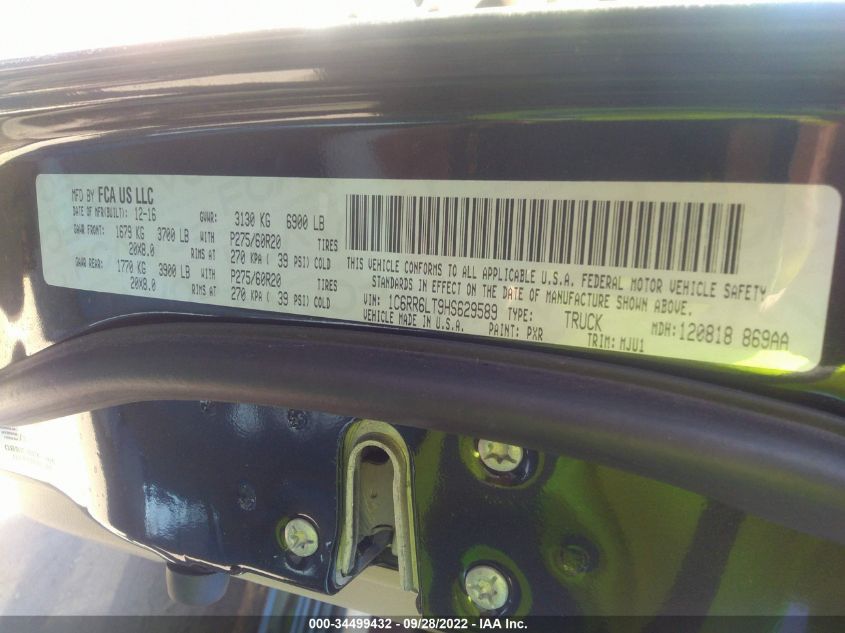 MFD BY FCA US LLC
DATE OF MFR(BUILT): 12-16 GVWR: 3130 KG 6900 LB
GAWR FRONT: 1679 KG 3700 LB WITH P275/60R20 TIRES
20X8.0 RIMS AT 270 KPA ( 39 PSI) COLD
GAWR REAR: 1770 KG 3900 LB WITH P275/60R20 TIRES
20X8.0 RIMS AT 270 KPA ( 39 PSI) COLD
THIS VEHICLE CONFORMS TO ALL APPLICABLE U.S.A. FEDERAL MOTOR VEHICLE SAFETY
STANDARDS IN EFFECT ON THE DATE OF MANUFACTURE SHOWN ABOVE.
VIN: 1C6RR6LT9HS629589 TYPE: TRUCK MDH: 120818 869AA
VEHICLE MADE IN U.S.A. PAINT: PXR TRIM: MJU1
000-34499432 - 09/28/2022 - IAA Inc.